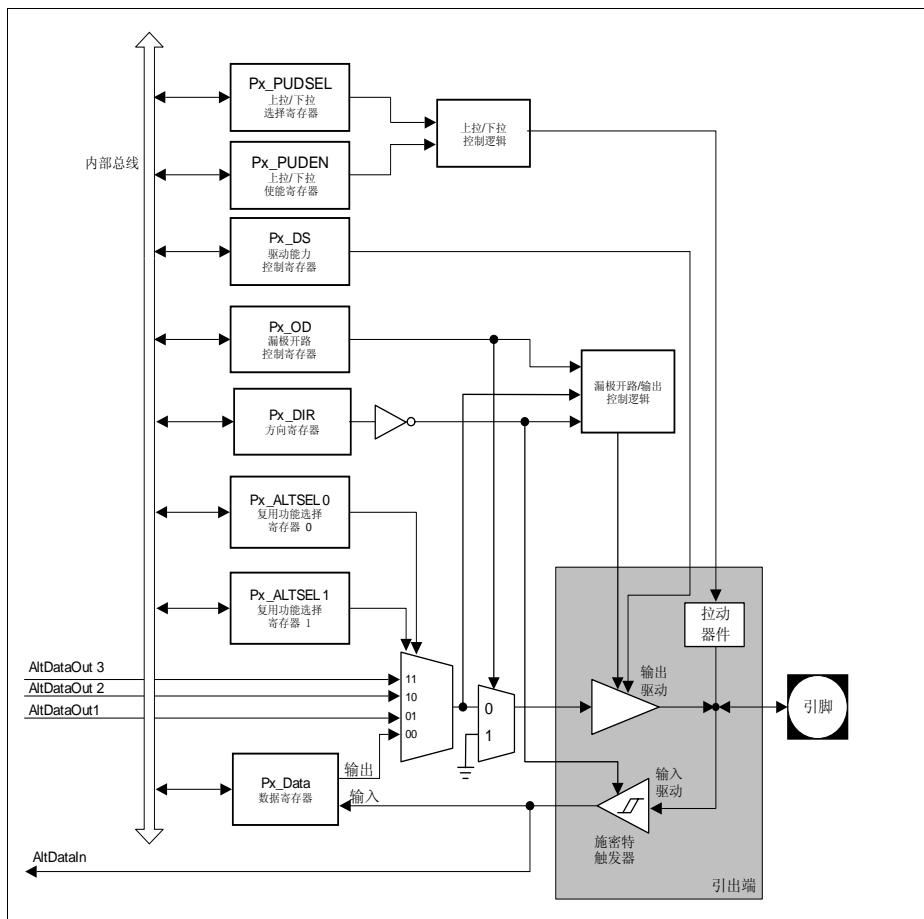 Px_PUDSEL
上拉/下拉
选择寄存器
上拉/下拉
控制逻辑
内部总线
Px_PUDEN
上拉/下拉
使能寄存器
Px_DS
驱动能力
控制寄存器
Px_OD
漏极开路
控制寄存器
漏极开路/输出
控制逻辑
Px_DIR
方向寄存器
Px_ALTSEL0
复用功能选择
寄存器 0
Px_ALTSEL1
复用功能选择
寄存器 1
拉动
器件
AltDataOut 3
AltDataOut 2
AltDataOut1
11
10
01
00
0
1
输出
驱动
引脚
Px_Data
数据寄存器
输出
输入
输入
驱动
施密特
触发器
AltDataIn
引出端